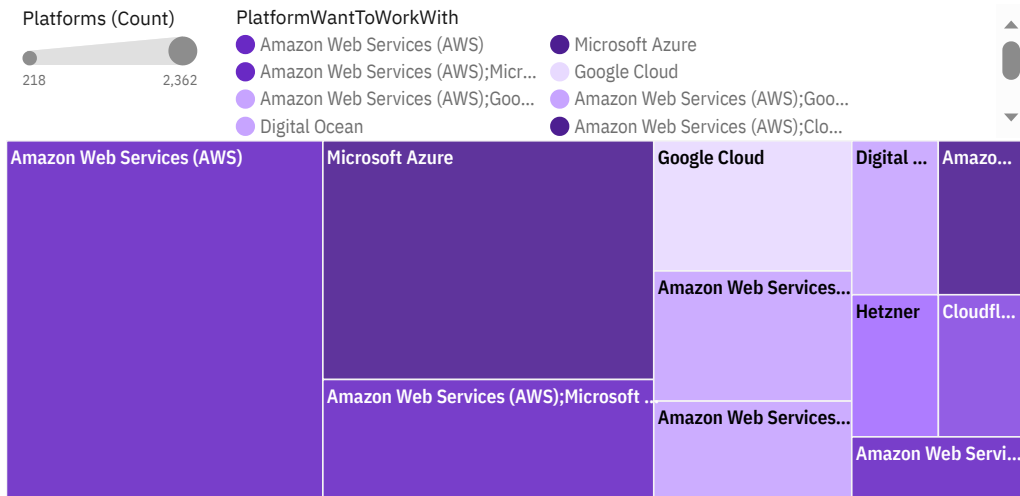 Platforms (Count)
218
2,362
PlatformWantToWorkWith
Amazon Web Services (AWS)
Microsoft Azure
Amazon Web Services (AWS);Micr...
Google Cloud
Amazon Web Services (AWS);Goo...
Amazon Web Services (AWS);Goo...
Digital Ocean
Amazon Web Services (AWS);Clo...
Amazon Web Services (AWS)
Microsoft Azure
Google Cloud
Digital ...
Amazo...
Amazon Web Services...
Hetzner
Cloudfl...
Amazon Web Services (AWS);Microsoft ...
Amazon Web Services...
Amazon Web Servi...